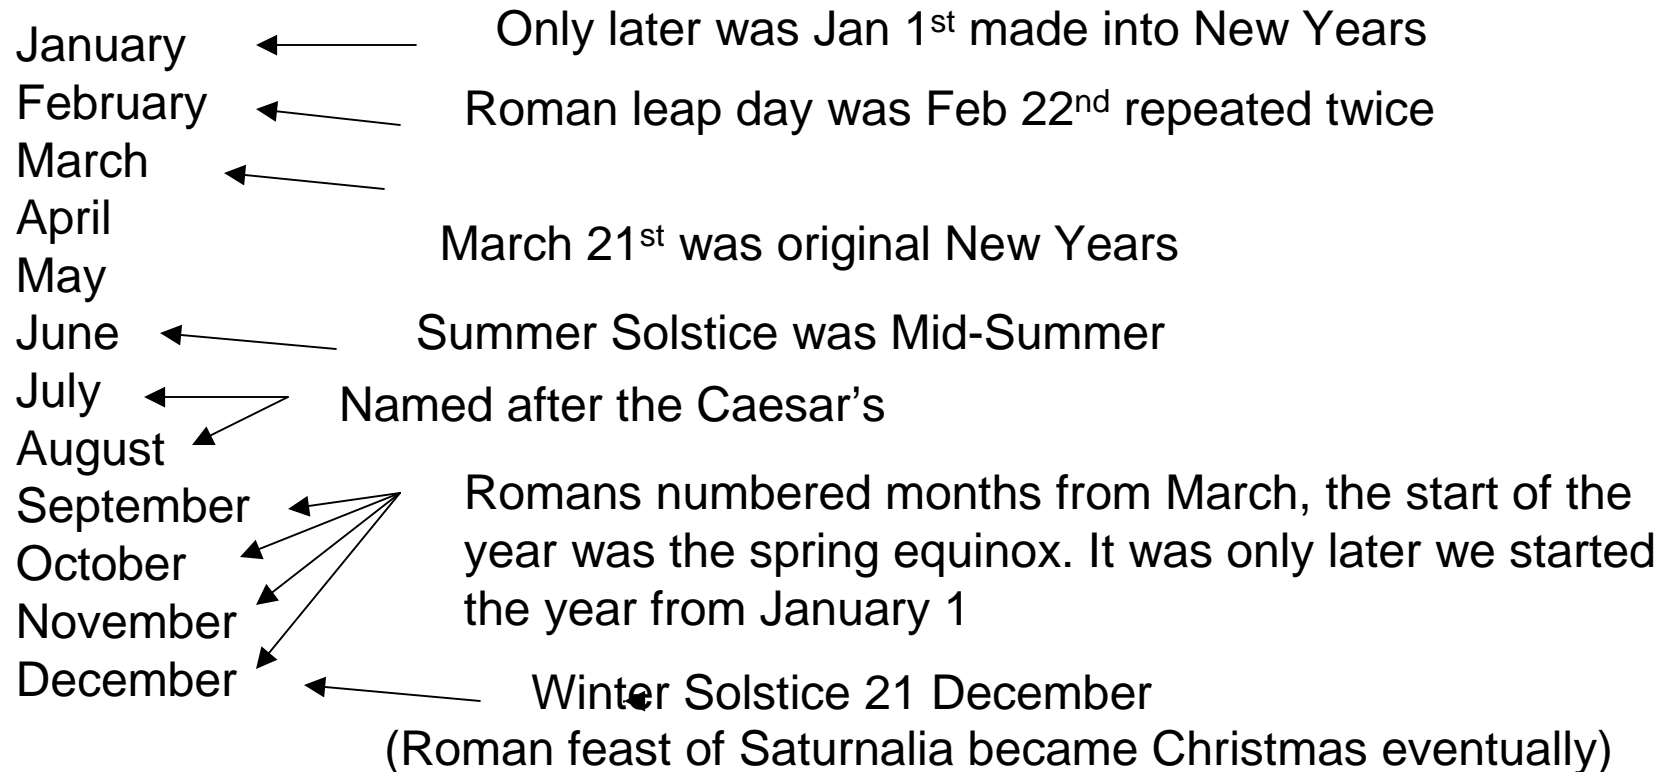 January
February
March
April
May
June
July
August
September
October
November
December
Only later was Jan 1st made into New Years
Roman leap day was Feb 22nd repeated twice
March 21st was original New Years
Summer Solstice was Mid-Summer
Named after the Caesar's
Romans numbered months from March, the start of the
year was the spring equinox. It was only later we started
the year from January 1
Winter Solstice 21 December
(Roman feast of Saturnalia became Christmas eventually)